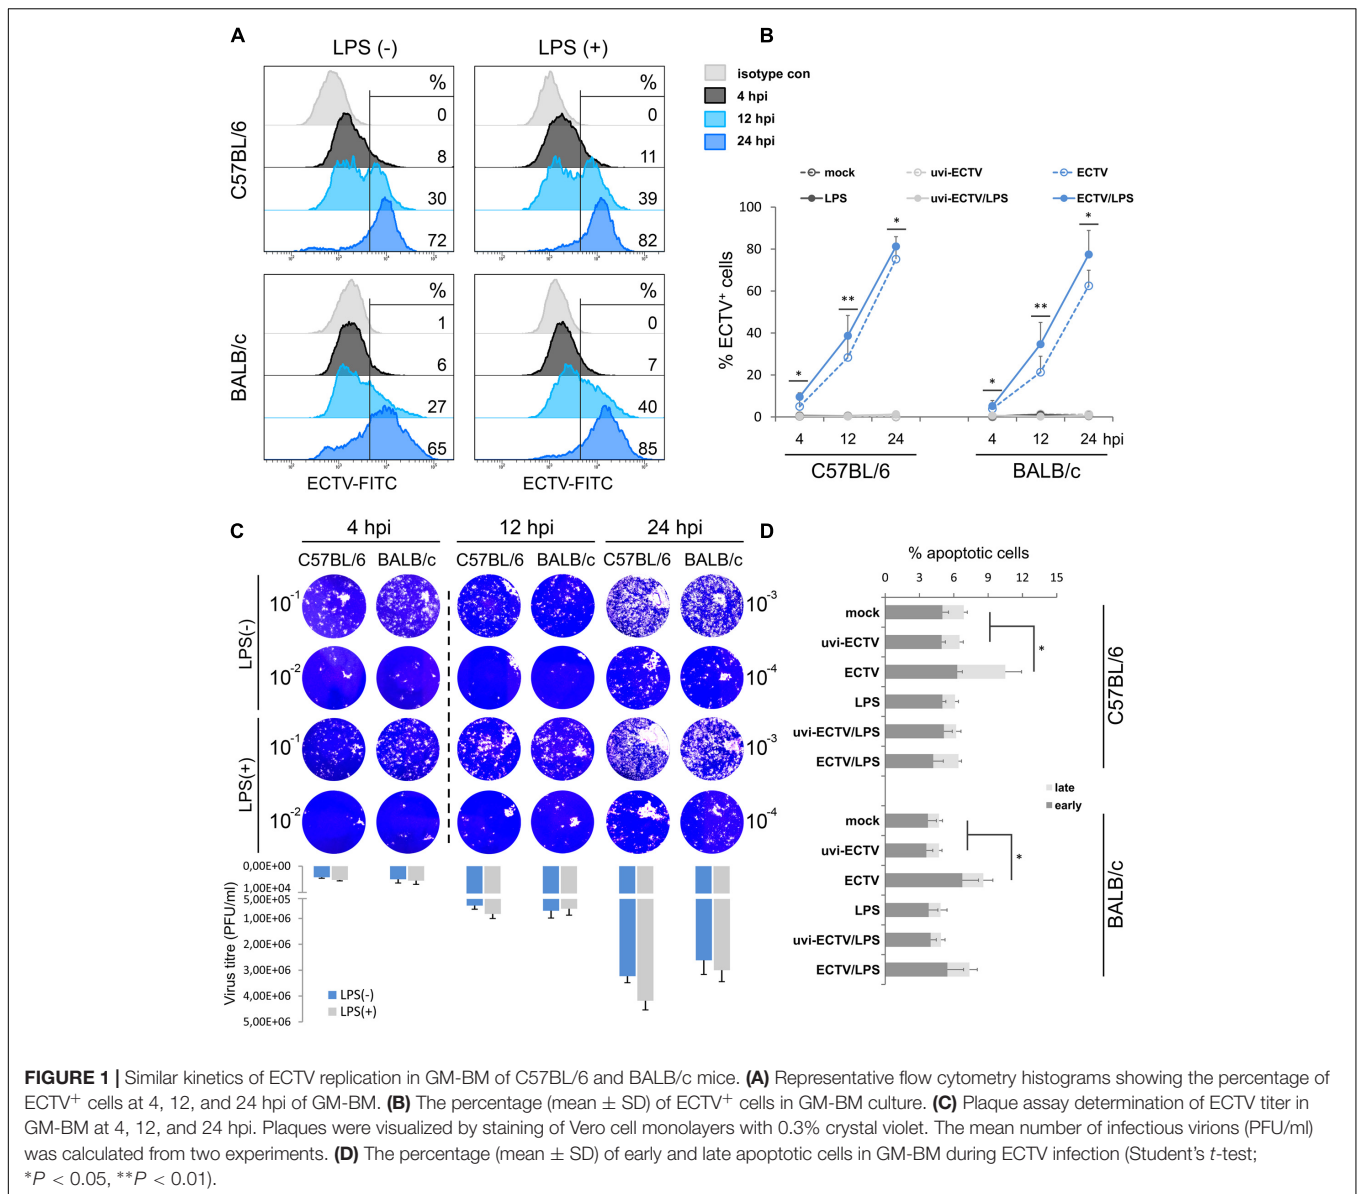 A
LPS (-)
LPS (+)
C57BL/6
%
0
8
30
72
%
0
11
39
82
BALB/c
%
1
6
27
65
%
0
7
40
85
ECTV-FITC
ECTV-FITC
isotype con
4 hpi
12 hpi
24 hpi
B
mock
uvi-ECTV
ECTV
LPS
uvi-ECTV/LPS
ECTV/LPS
% ECTV+ cells
100
80
60
40
20
0
*
**
*
*
**
*
4 12 24 4 12 24 hpi
C57BL/6 BALB/c
C
4 hpi 12 hpi 24 hpi
C57BL/6 BALB/c C57BL/6 BALB/c C57BL/6 BALB/c
LPS(-)
10-1 10-3
10-2 10-4
LPS(+)
10-1 10-3
10-2 10-4
Virus titre (PFU/ml)
0,00E+00
1,00E+04
5,00E+05
1,00E+06
2,00E+06
3,00E+06
4,00E+06
5,00E+06
LPS(-)
LPS(+)
D
% apoptotic cells
0 3 6 9 12 15
mock
uvi-ECTV
ECTV
LPS
uvi-ECTV/LPS
ECTV/LPS
*
C57BL/6
late
early
mock
uvi-ECTV
ECTV
LPS
uvi-ECTV/LPS
ECTV/LPS
*
BALB/c
FIGURE 1 | Similar kinetics of ECTV replication in GM-BM of C57BL/6 and BALB/c mice. (A) Representative flow cytometry histograms showing the percentage of
ECTV+ cells at 4, 12, and 24 hpi of GM-BM. (B) The percentage (mean ± SD) of ECTV+ cells in GM-BM culture. (C) Plaque assay determination of ECTV titer in
GM-BM at 4, 12, and 24 hpi. Plaques were visualized by staining of Vero cell monolayers with 0.3% crystal violet. The mean number of infectious virions (PFU/ml)
was calculated from two experiments. (D) The percentage (mean ± SD) of early and late apoptotic cells in GM-BM during ECTV infection (Student's t-test;
*P < 0.05, **P < 0.01).